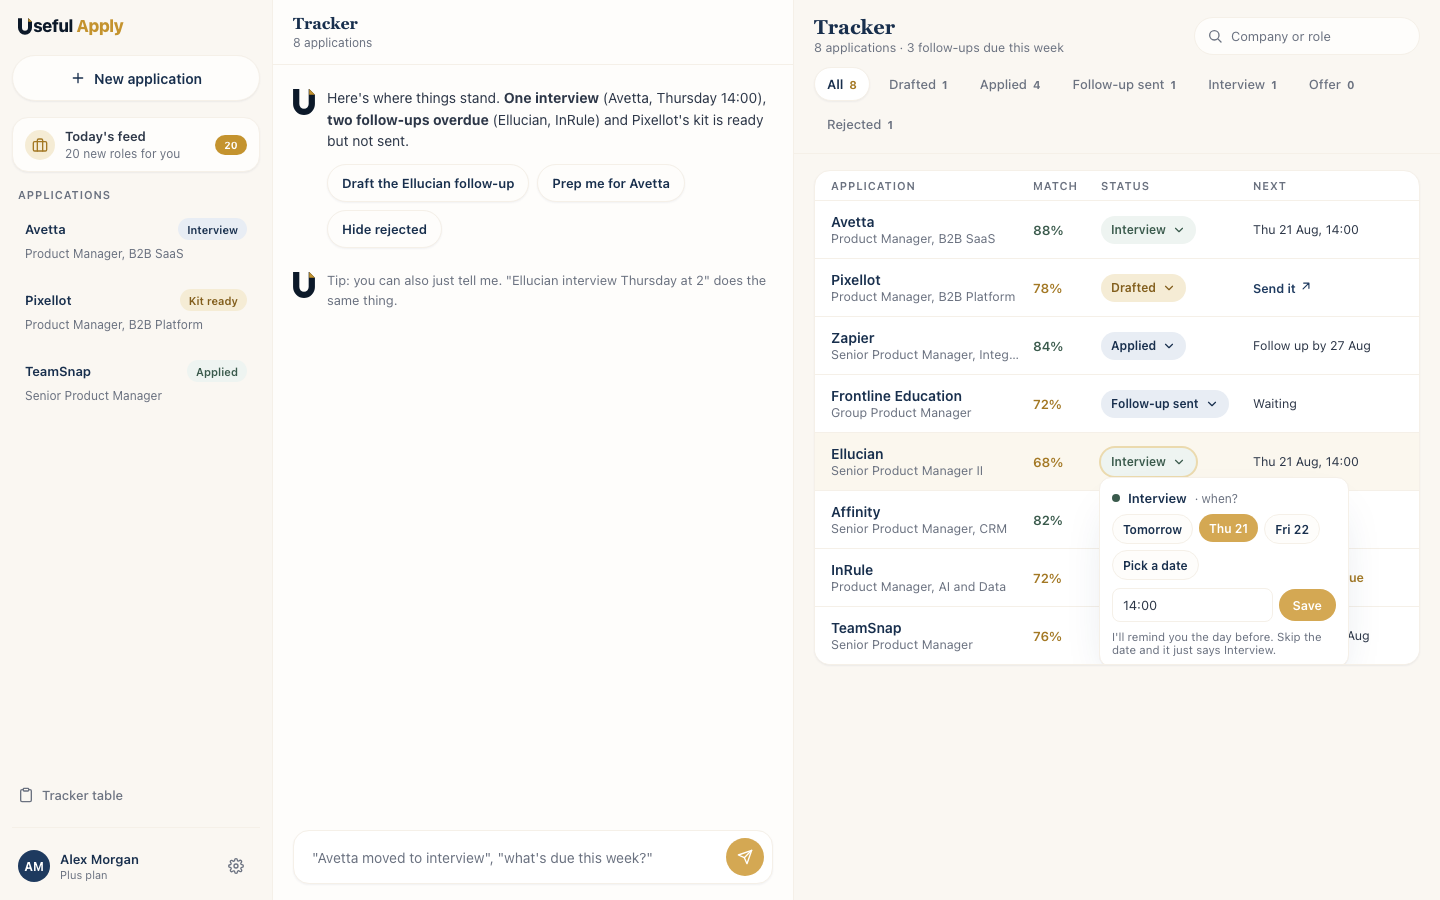 Useful Apply
New application
Today's feed
20 new roles for you
20
APPLICATIONS
Avetta
Interview
Product Manager, B2B SaaS
Pixellot
Kit ready
Product Manager, B2B Platform
TeamSnap
Applied
Senior Product Manager
Tracker table
AM
Alex Morgan
Plus plan
Tracker
8 applications
Here's where things stand. One interview (Avetta, Thursday 14:00),
two follow-ups overdue (Ellucian, InRule) and Pixellot's kit is ready
but not sent.
Draft the Ellucian follow-up
Prep me for Avetta
Hide rejected
Tip: you can also just tell me. "Ellucian interview Thursday at 2" does the
same thing.
"Avetta moved to interview", "what's due this week?"
Tracker
8 applications · 3 follow-ups due this week
Company or role
All 8
Drafted 1
Applied 4
Follow-up sent 1
Interview 1
Offer 0
Rejected 1
APPLICATION MATCH STATUS NEXT
Avetta
Product Manager, B2B SaaS
88%
Interview
Thu 21 Aug, 14:00
Pixellot
Product Manager, B2B Platform
78%
Drafted
Send it ↗
Zapier
Senior Product Manager, Integ...
84%
Applied
Follow up by 27 Aug
Frontline Education
Group Product Manager
72%
Follow-up sent
Waiting
Ellucian
Senior Product Manager II
68%
Interview
Thu 21 Aug, 14:00
Interview · when?
Tomorrow
Thu 21
Fri 22
Pick a date
14:00
Save
I'll remind you the day before. Skip the
date and it just says Interview.
Affinity
Senior Product Manager, CRM
82%
InRule
Product Manager, AI and Data
72%
ue
TeamSnap
Senior Product Manager
76%
Aug